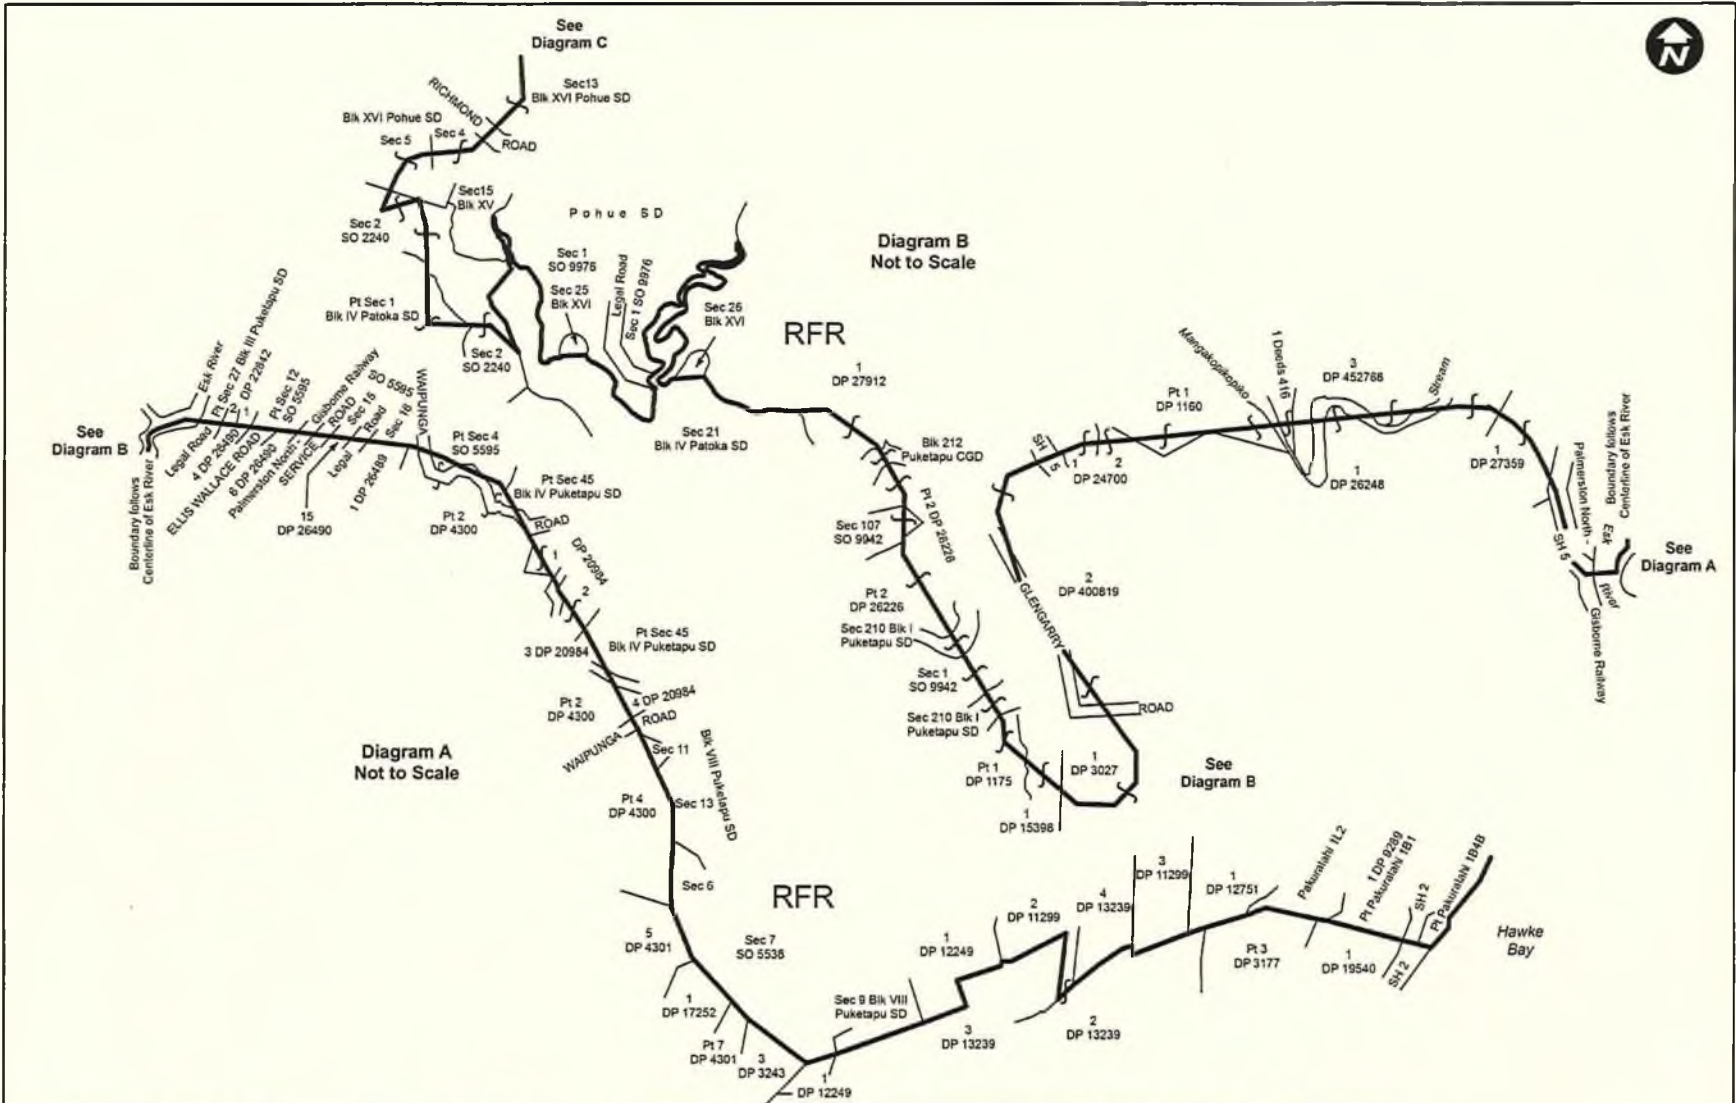 See
Diagram C
N
Sec13
Blk XVI Pohue SD
RICHMOND
ROAD
Blk XVI Pohue SD
Sec 5
Sec 4
Sec15
Blk XV
Sec 2
SO 2240
Pohue SD
Sec 1
SO 9976
Sec 25
Blk XVI
Legal Road
Sec 1 SO 9976
Sec 26
Blk XVI
Pt Sec 1
Blk IV Patoka SD
Sec 2
SO 2240
Sec 21
Blk IV Patoka SD
Diagram B
Not to Scale
RFR
1
DP 27912
Blk 212
Puketapu CGD
Pt 2 DP 26226
Sec 107
SO 9942
Pt 2
DP 26226
Sec 210 Blk I
Puketapu SD
Sec 1
SO 9942
Sec 210 Blk I
Puketapu SD
Pt 1
DP 1175
1
DP 15398
1
DP 3027
GLENGARRY
ROAD
2
DP 400819
SH 5
1
2
DP 24700
Pt 1
DP 1160
Mangakopikopiko
1 Deeds 416
3
DP 452768
Stream
1
DP 26248
1
DP 27359
SH 5
Palmerston North -
Gisborne Railway
Esk
River
Boundary follows
Centerline of Esk River
See
Diagram A
See
Diagram B
See
Diagram B
Boundary follows
Centerline of Esk River
Esk River
Legal Road
Pt Sec 27 Blk III Puketapu SD
2
DP 22842
1
4 DP 26490
ELLIS WALLACE ROAD
Pt Sec 12
SO 5595
6 DP 26490
Palmerston North -
Gisborne Railway
SERVICE
ROAD
SO 5595
Sec 15
15
DP 26490
Legal
Road
Sec 16
1 DP 26489
WAIPUNGA
ROAD
Pt Sec 4
SO 5595
Pt Sec 45
Blk IV Puketapu SD
Pt 2
DP 4300
1
DP 20984
2
Pt Sec 45
Blk IV Puketapu SD
3 DP 20984
4 DP 20984
Pt 2
DP 4300
WAIPUNGA
ROAD
Sec 11
Blk VIII Puketapu SD
Pt 4
DP 4300
Sec 13
Sec 6
Diagram A
Not to Scale
RFR
5
DP 4301
Sec 7
SO 5538
1
DP 17252
Pt 7
DP 4301
3
DP 3243
1
DP 12249
Sec 9 Blk VIII
Puketapu SD
1
DP 12249
3
DP 13239
2
DP 11299
4
DP 13239
2
DP 13239
3
DP 11299
1
DP 12751
Pt 3
DP 3177
Pakuratahi 1L2
1
DP 19540
1 DP 9289
Pt Pakuratahi 1B1
SH 2
SH 2
Pt Pakuratahi 1B4B
Hawke
Bay